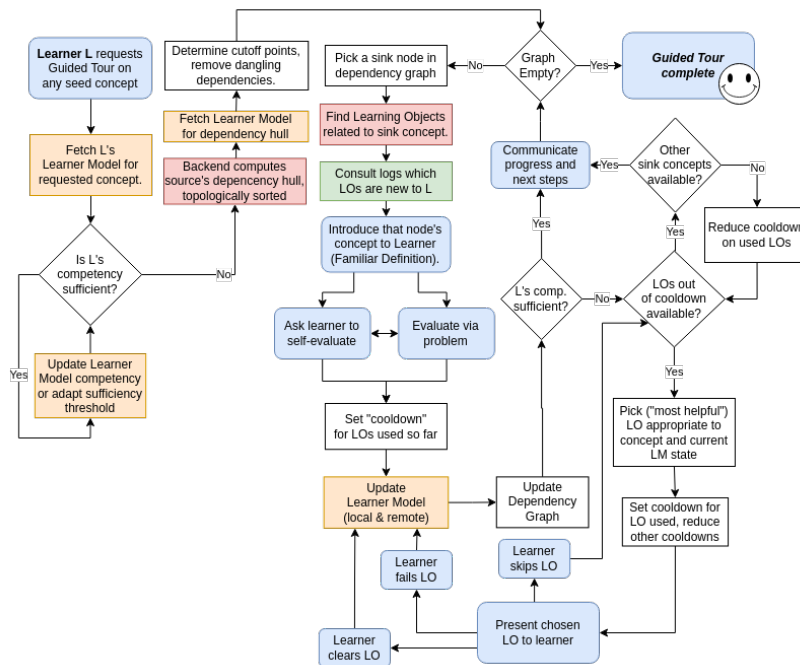 Learner L requests
Guided Tour on
any seed concept
Fetch L's
Learner Model for
requested concept.
Is L's
competency
sufficient?
Yes
No
Update Learner
Model competency
or adapt sufficiency
threshold
Determine cutoff points,
remove dangling
dependencies.
Fetch Learner Model
for dependency hull
Backend computes
source's depencency hull,
topologically sorted
Pick a sink node in
dependency graph
Find Learning Objects
related to sink concept.
Consult logs which
LOs are new to L
Introduce that node's
concept to Learner
(Familiar Definition).
Ask learner to
self-evaluate
Evaluate via
problem
Set "cooldown"
for LOs used so far
Update
Learner Model
(local & remote)
Update
Dependency
Graph
Learner
fails LO
Learner
clears LO
Learner
skips LO
Present chosen
LO to learner
No
Graph
Empty?
Yes
Guided Tour
complete
Communicate
progress and
next steps
Yes
L's comp.
sufficient?
No
Yes
Other
sink concepts
available?
No
Reduce cooldown
on used LOs
Yes
LOs out
of cooldown
available?
Yes
Pick ("most helpful")
LO appropriate to
concept and current
LM state
Set cooldown for
LO used, reduce
other cooldowns